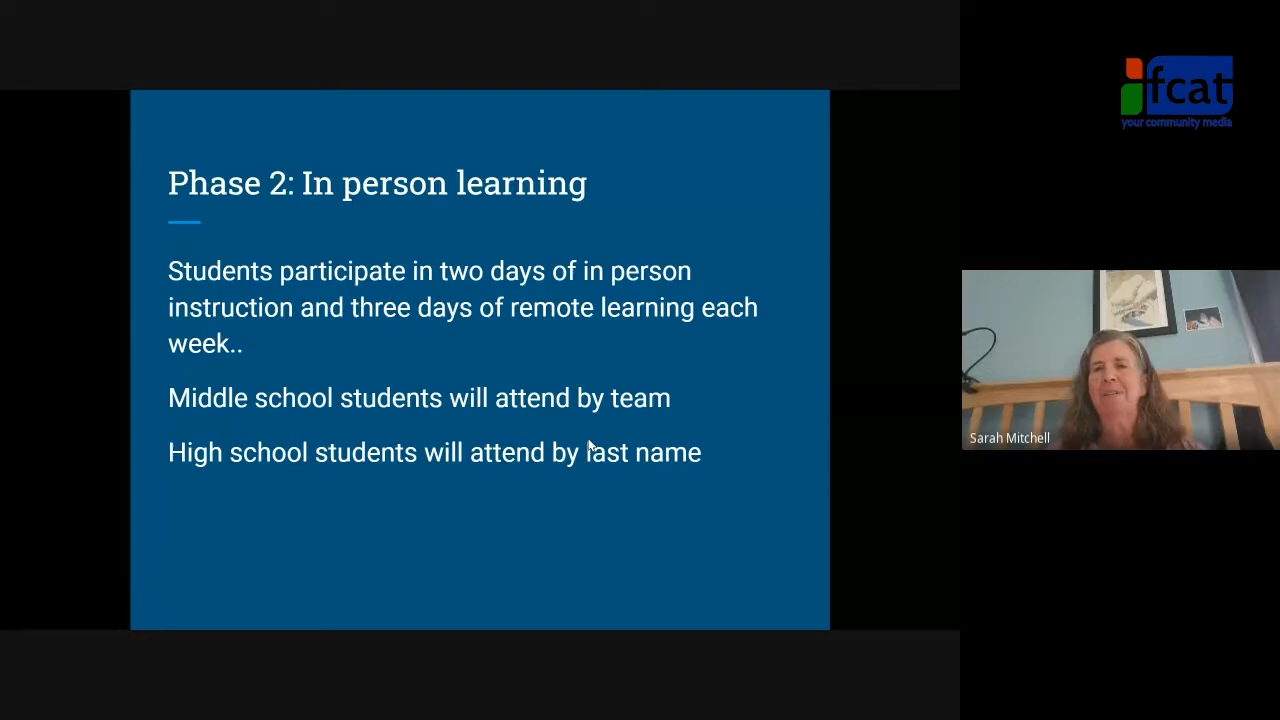 Phase 2: In person learning
Students participate in two days of in person
instruction and three days of remote learning each
week..
Middle school students will attend by team
High school students will attend by last name
fcat
your community media
Sarah Mitchell